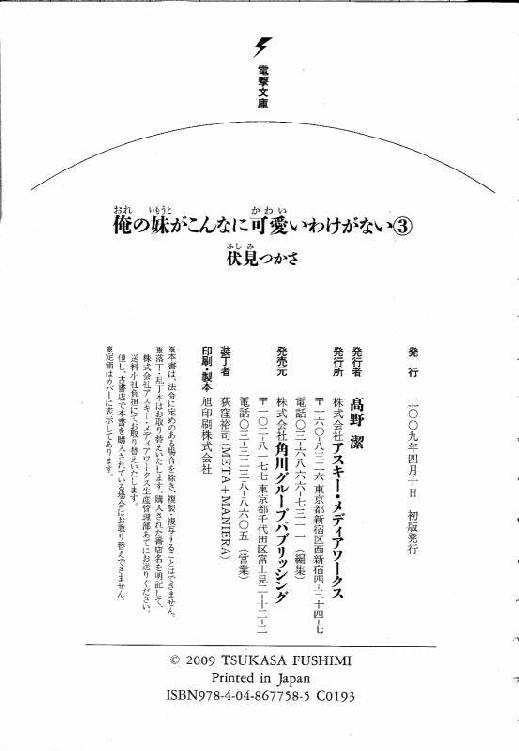 電撃文庫
俺の妹がこんなに可愛いわけがない③
おれ いもうと かわい
伏見つかさ
ふしみ
発行 二〇〇九年四月十日 初版発行
発行者 髙野 潔
発行所 株式会社アスキー・メディアワークス
〒一六〇-八三二六 東京都新宿区西新宿四-三十四-七
電話〇三-六八六六-七三一一（編集）
発売元 株式会社角川グループパブリッシング
〒一〇二-八一七七 東京都千代田区富士見二-十三-三
電話〇三-三二三八-八六〇五（営業）
装丁者 荻窪裕司（META+MANIERA）
印刷・製本 旭印刷株式会社
※本書は、法令に定めのある場合を除き、複製・複写することはできません。
※落丁・乱丁本はお取り替えいたします。購入された書店名を明記して、
株式会社アスキー・メディアワークス生産管理部あてにお送りください。
送料小社負担にてお取り替えいたします。
但し、古書店で本書を購入されている場合はお取り替えできません。
※定価はカバーに表示してあります。
© 2009 TSUKASA FUSHIMI
Printed in Japan
ISBN978-4-04-867758-5 C0193